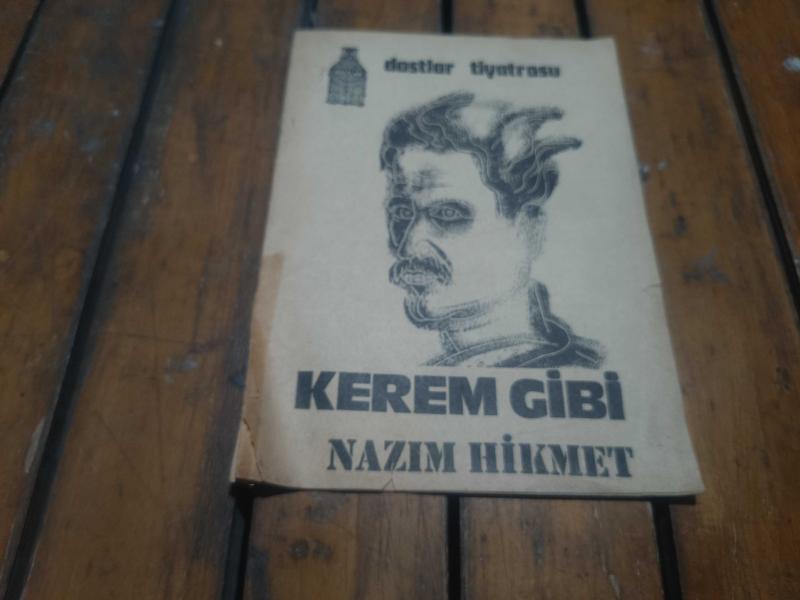 dostlar tiyatrosu
KEREM GİBİ
NAZIM HİKMET